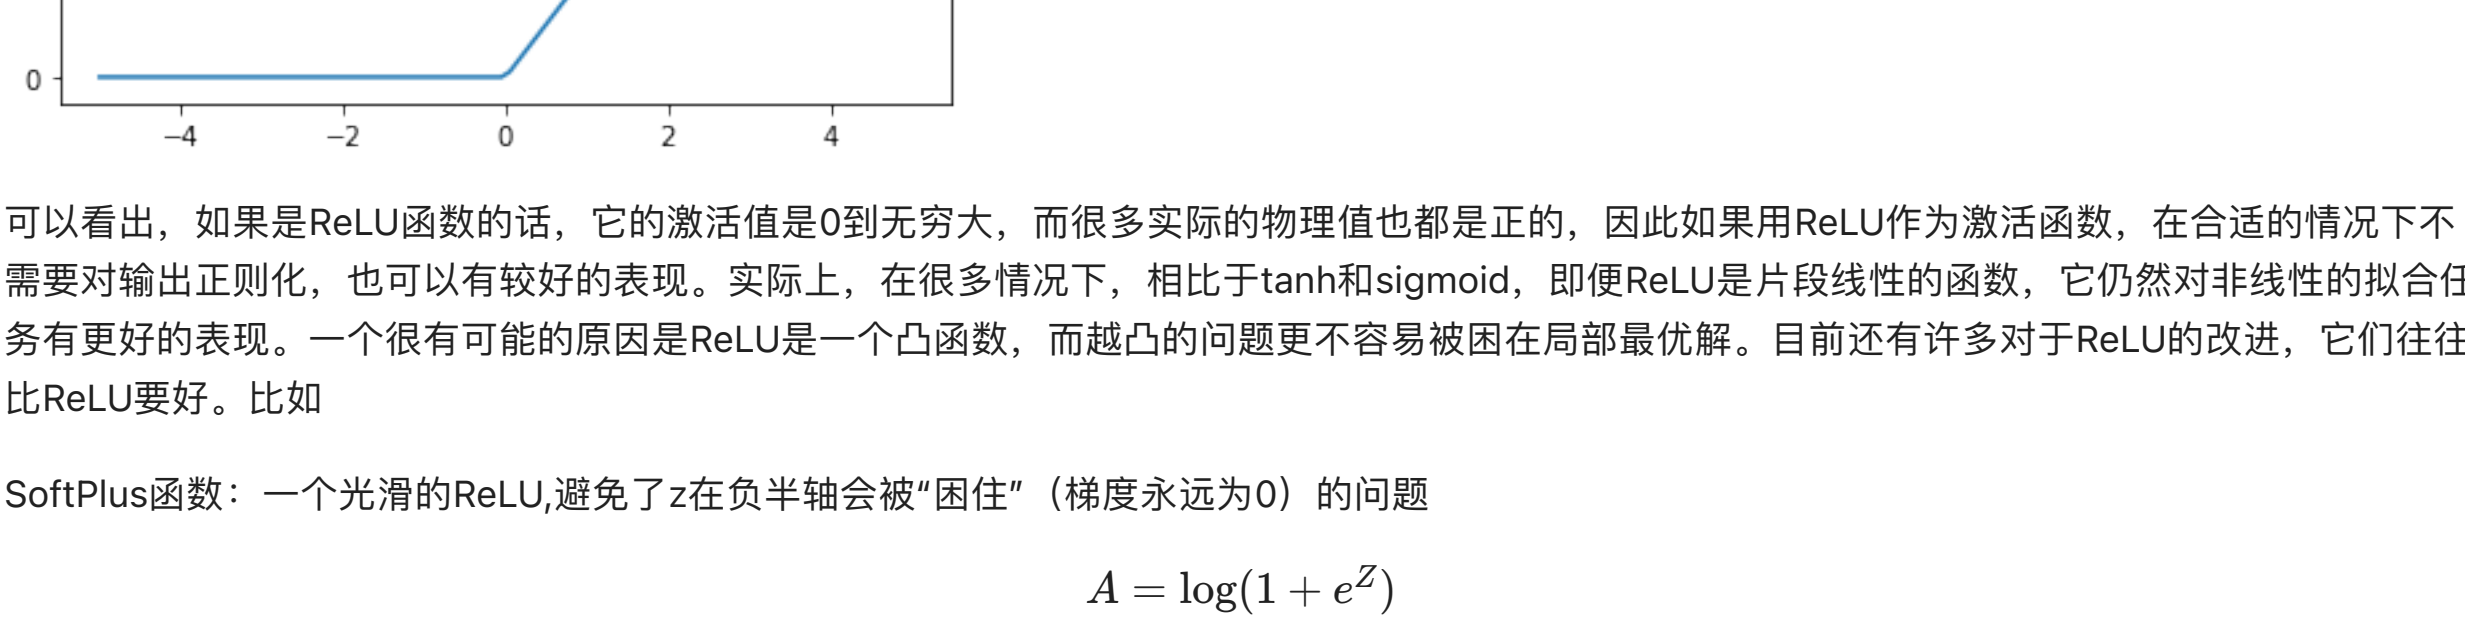 0
−4 −2 0 2 4
可以看出，如果是ReLU函数的话，它的激活值是0到无穷大，而很多实际的物理值也都是正的，因此如果用ReLU作为激活函数，在合适的情况下不
需要对输出正则化，也可以有较好的表现。实际上，在很多情况下，相比于tanh和sigmoid，即便ReLU是片段线性的函数，它仍然对非线性的拟合任
务有更好的表现。一个很有可能的原因是ReLU是一个凸函数，而越凸的问题更不容易被困在局部最优解。目前还有许多对于ReLU的改进，它们往往
比ReLU要好。比如
SoftPlus函数：一个光滑的ReLU,避免了z在负半轴会被“困住”（梯度永远为0）的问题
A = log(1 + e^Z)